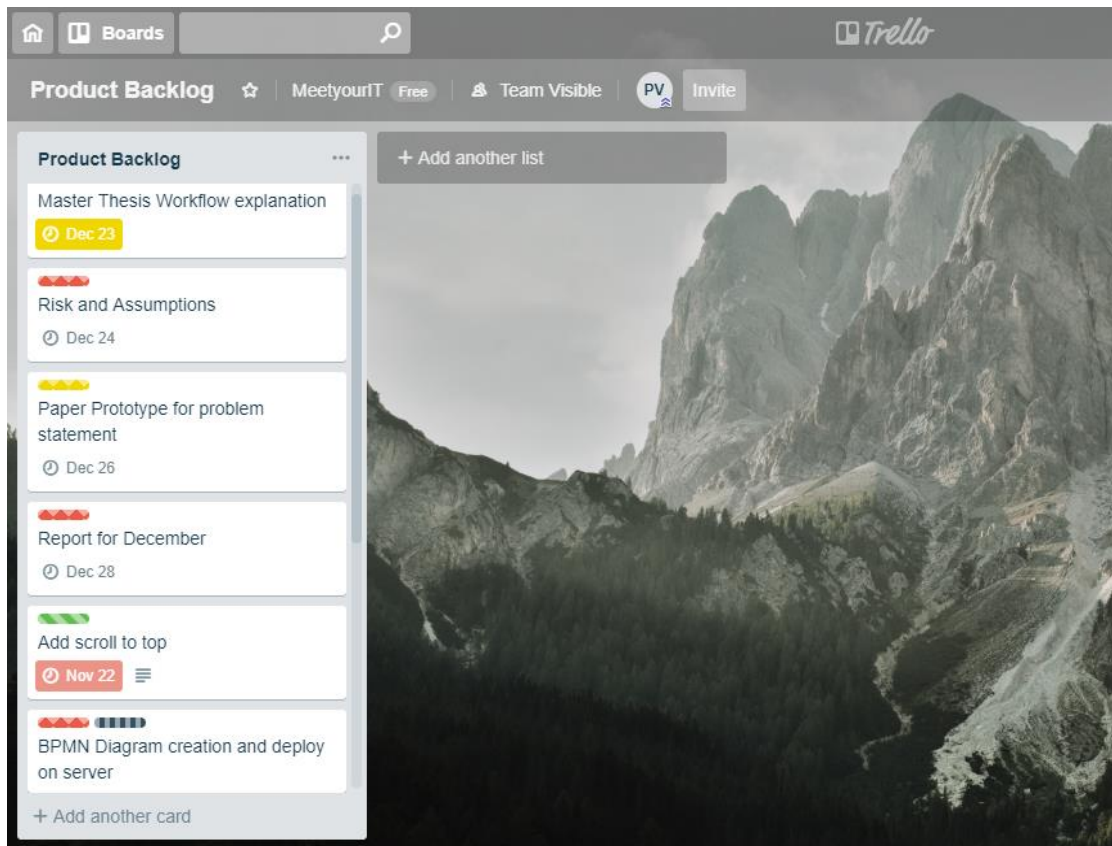 Boards
Trello
Product Backlog
MeetyourIT Free
Team Visible
PV
Invite
Product Backlog
+ Add another list
Master Thesis Workflow explanation
Dec 23
Risk and Assumptions
Dec 24
Paper Prototype for problem
statement
Dec 26
Report for December
Dec 28
Add scroll to top
Nov 22
BPMN Diagram creation and deploy
on server
+ Add another card